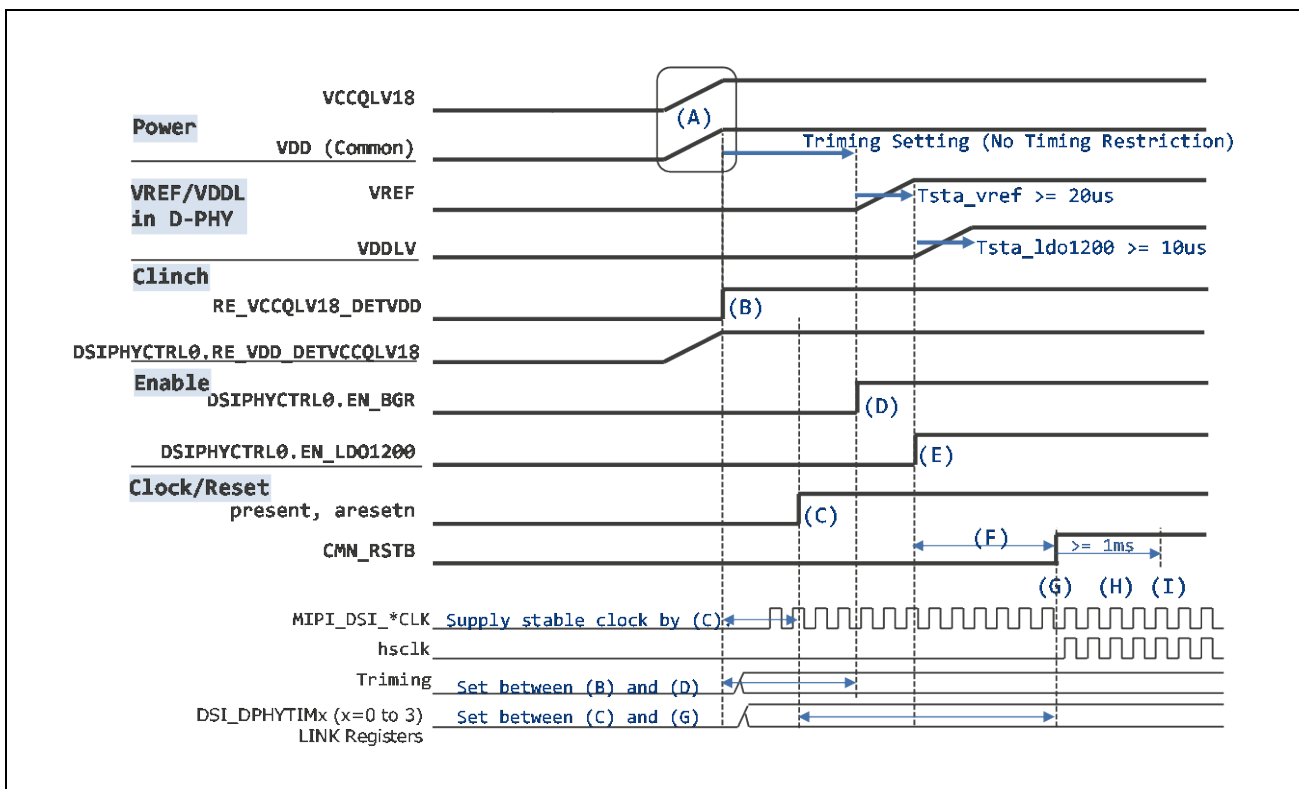 VCCQLV18
(A)
Power
VDD (Common)
Triming Setting (No Timing Restriction)
VREF/VDDL
in D-PHY
VREF
Tsta_vref >= 20us
VDDLV
Tsta_ldo1200 >= 10us
Clinch
RE_VCCQLV18_DETVDD
(B)
DSIPHYCTRL0.RE_VDD_DETVCCQLV18
Enable
DSIPHYCTRL0.EN_BGR
(D)
DSIPHYCTRL0.EN_LDO1200
(E)
Clock/Reset
present, aresetn
(C)
CMN_RSTB
(F)
>= 1ms
(G) (H) (I)
MIPI_DSI_*CLK
Supply stable clock by (C)
hsclk
Triming
Set between (B) and (D)
DSI_DPHYTIMx (x=0 to 3)
LINK Registers
Set between (C) and (G)